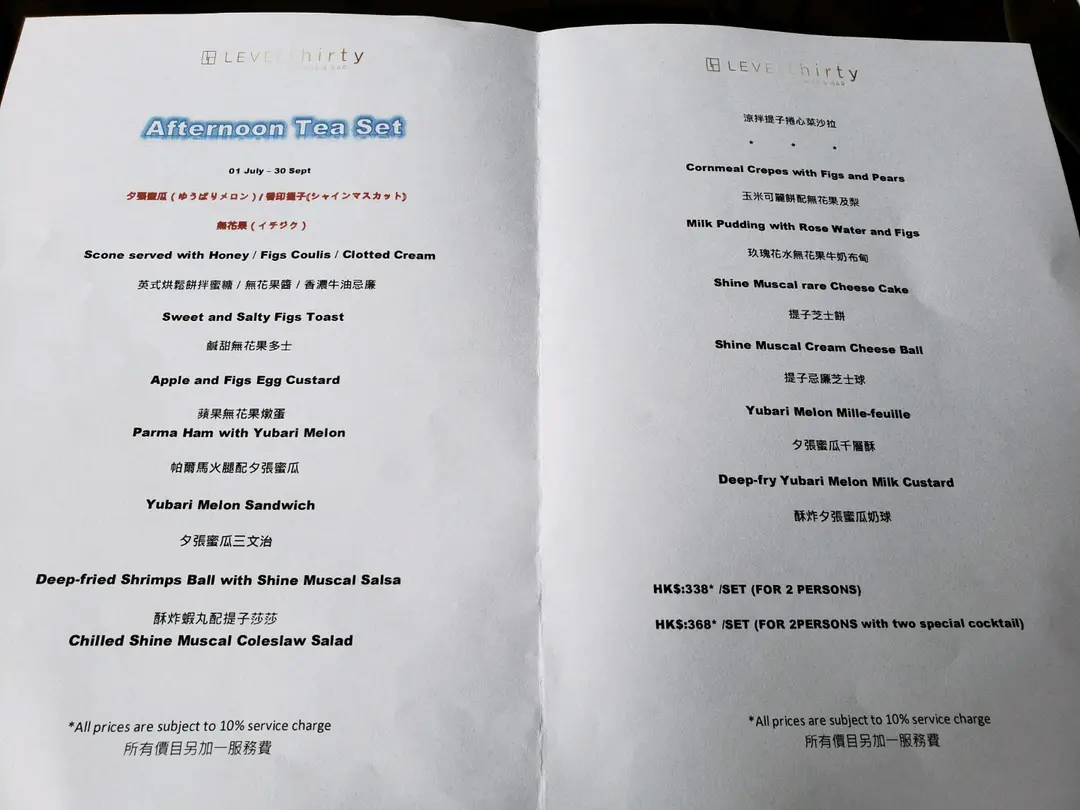 LEVEL thirty
Afternoon Tea Set
01 July – 30 Sept
夕張蜜瓜 ( ゆうばりメロン ) / 香印提子(シャインマスカット)
無花果 ( イチジク )
Scone served with Honey / Figs Coulis / Clotted Cream
英式烘鬆餅拌蜜糖 / 無花果醬 / 香濃牛油忌廉
Sweet and Salty Figs Toast
鹹甜無花果多士
Apple and Figs Egg Custard
蘋果無花果燉蛋
Parma Ham with Yubari Melon
帕爾馬火腿配夕張蜜瓜
Yubari Melon Sandwich
夕張蜜瓜三文治
Deep-fried Shrimps Ball with Shine Muscal Salsa
酥炸蝦丸配提子莎莎
Chilled Shine Muscal Coleslaw Salad
*All prices are subject to 10% service charge
所有價目另加一服務費
LEVEL thirty
涼拌提子捲心菜沙拉
* * *
Cornmeal Crepes with Figs and Pears
玉米可麗餅配無花果及梨
Milk Pudding with Rose Water and Figs
玫瑰花水無花果牛奶布甸
Shine Muscal rare Cheese Cake
提子芝士餅
Shine Muscal Cream Cheese Ball
提子忌廉芝士球
Yubari Melon Mille-feuille
夕張蜜瓜千層酥
Deep-fry Yubari Melon Milk Custard
酥炸夕張蜜瓜奶球
HK$:338* /SET (FOR 2 PERSONS)
HK$:368* /SET (FOR 2PERSONS with two special cocktail)
*All prices are subject to 10% service charge
所有價目另加一服務費